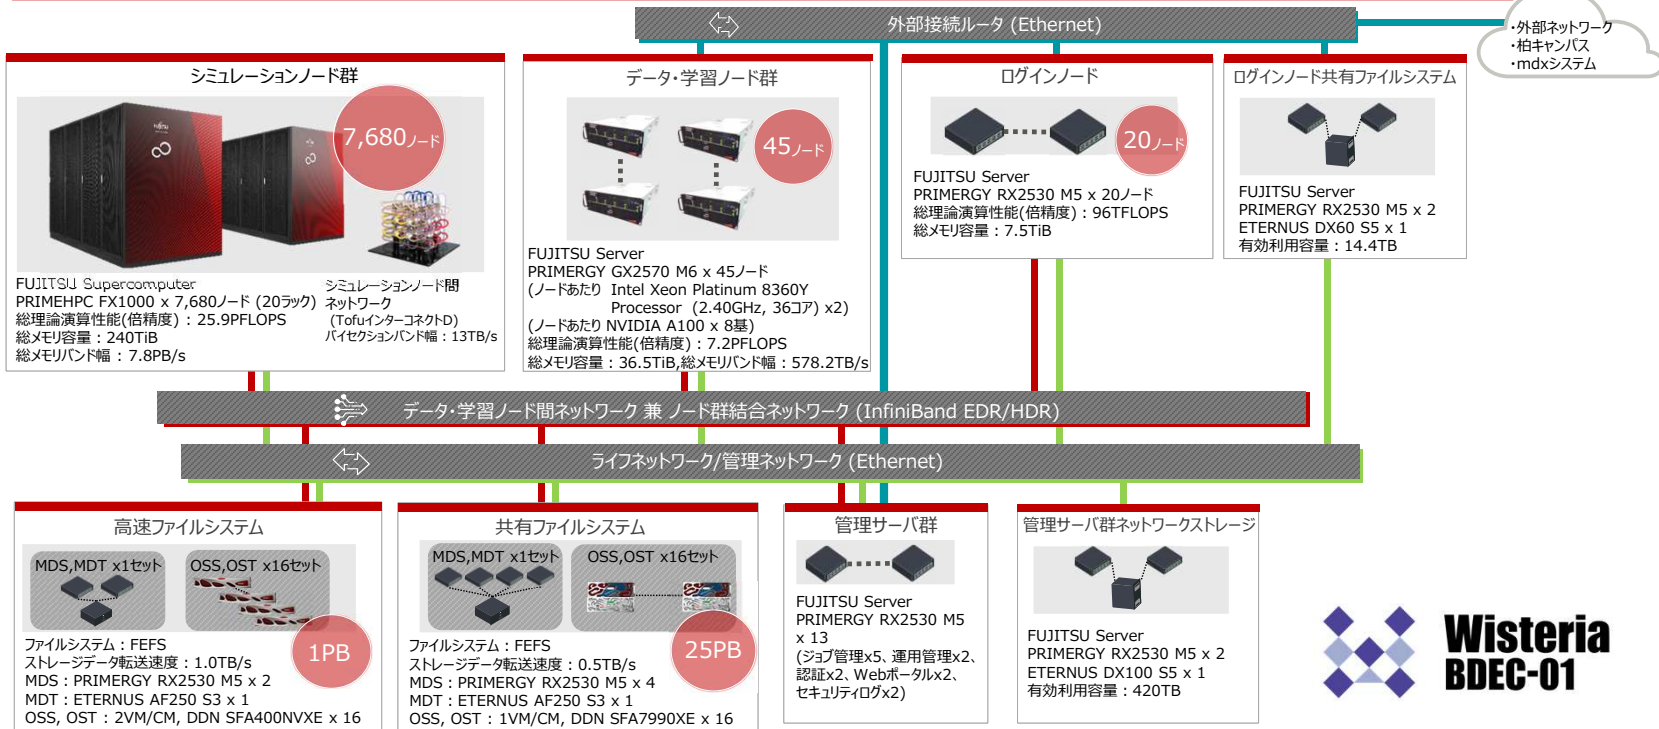 外部接続ルータ (Ethernet)
・外部ネットワーク
・柏キャンパス
・mdxシステム
シミュレーションノード群
7,680ノード
FUJITSU Supercomputer
PRIMEHPC FX1000 x 7,680ノード (20ラック)
総理論演算性能(倍精度)：25.9PFLOPS
総メモリ容量：240TiB
総メモリバンド幅：7.8PB/s
シミュレーションノード間
ネットワーク
(TofuインターコネクトD)
バイセクションバンド幅：13TB/s
データ・学習ノード群
45ノード
FUJITSU Server
PRIMERGY GX2570 M6 x 45ノード
(ノードあたり Intel Xeon Platinum 8360Y
Processor (2.40GHz, 36コア) x2)
(ノードあたり NVIDIA A100 x 8基)
総理論演算性能(倍精度)：7.2PFLOPS
総メモリ容量：36.5TiB,総メモリバンド幅：578.2TB/s
ログインノード
20ノード
FUJITSU Server
PRIMERGY RX2530 M5 x 20ノード
総理論演算性能(倍精度)：96TFLOPS
総メモリ容量：7.5TiB
ログインノード共有ファイルシステム
FUJITSU Server
PRIMERGY RX2530 M5 x 2
ETERNUS DX60 S5 x 1
有効利用容量：14.4TB
データ・学習ノード間ネットワーク 兼 ノード群結合ネットワーク (InfiniBand EDR/HDR)
ライフネットワーク/管理ネットワーク (Ethernet)
高速ファイルシステム
MDS,MDT x1セット
OSS,OST x16セット
1PB
ファイルシステム：FEFS
ストレージデータ転送速度：1.0TB/s
MDS：PRIMERGY RX2530 M5 x 2
MDT：ETERNUS AF250 S3 x 1
OSS, OST：2VM/CM, DDN SFA400NVXE x 16
共有ファイルシステム
MDS,MDT x1セット
OSS,OST x16セット
25PB
ファイルシステム：FEFS
ストレージデータ転送速度：0.5TB/s
MDS：PRIMERGY RX2530 M5 x 4
MDT：ETERNUS AF250 S3 x 1
OSS, OST：1VM/CM, DDN SFA7990XE x 16
管理サーバ群
FUJITSU Server
PRIMERGY RX2530 M5
x 13
(ジョブ管理x5、運用管理x2、
認証x2、Webポータルx2、
セキュリティログx2)
管理サーバ群ネットワークストレージ
FUJITSU Server
PRIMERGY RX2530 M5 x 2
ETERNUS DX100 S5 x 1
有効利用容量：420TB
Wisteria
BDEC-01